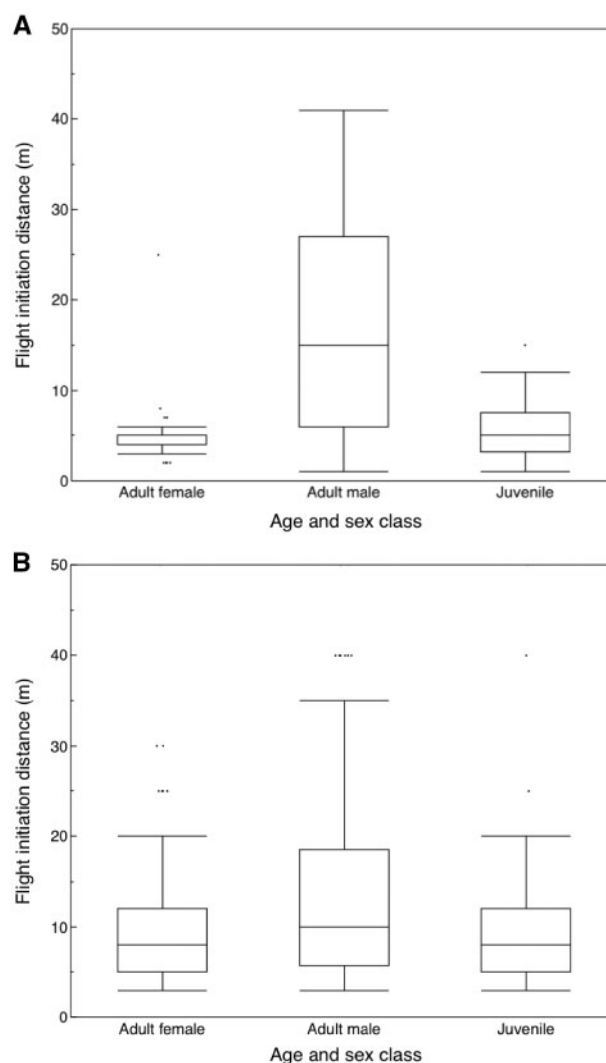 A
50
40
30
20
10
0
Flight initiation distance (m)
Adult female Adult male Juvenile
Age and sex class
B
50
40
30
20
10
0
Flight initiation distance (m)
Adult female Adult male Juvenile
Age and sex class